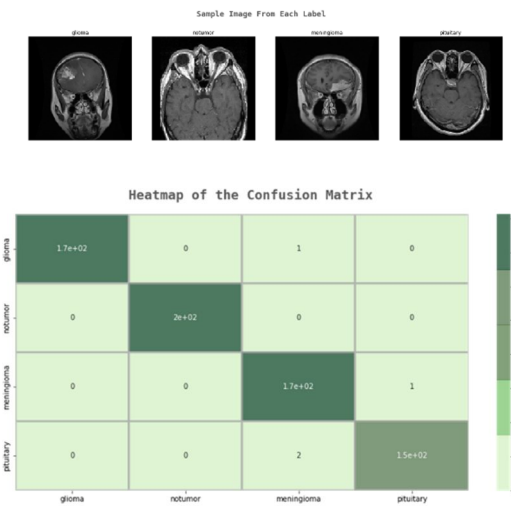 Sample Image From Each Label
glioma notumor meningioma pituitary
Heatmap of the Confusion Matrix
glioma 1.7e+02 0 1 0
notumor 0 2e+02 0 0
meningioma 0 0 1.7e+02 1
pituitary 0 0 2 1.5e+02
glioma notumor meningioma pituitary